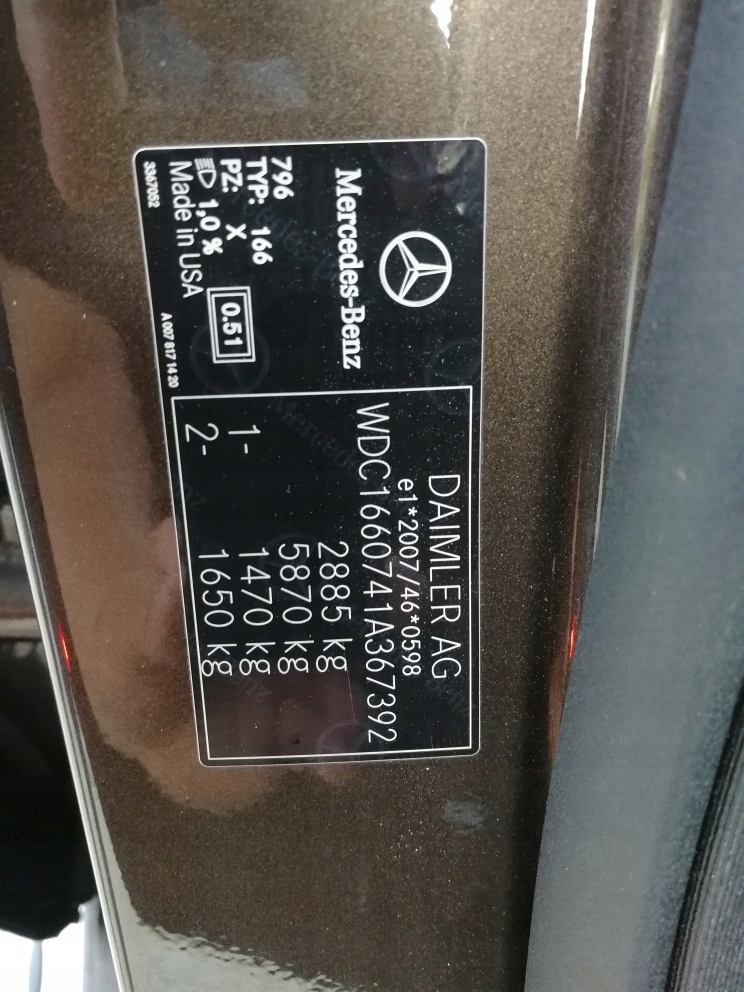 Mercedes-Benz
796
TYP: 166
PZ: X
1,0 %
0.51
Made in USA
3367052
A 007 817 14 20
DAIMLER AG
e1*2007/46*0598
WDC1660741A367392
2885 kg
5870 kg
1- 1470 kg
2- 1650 kg